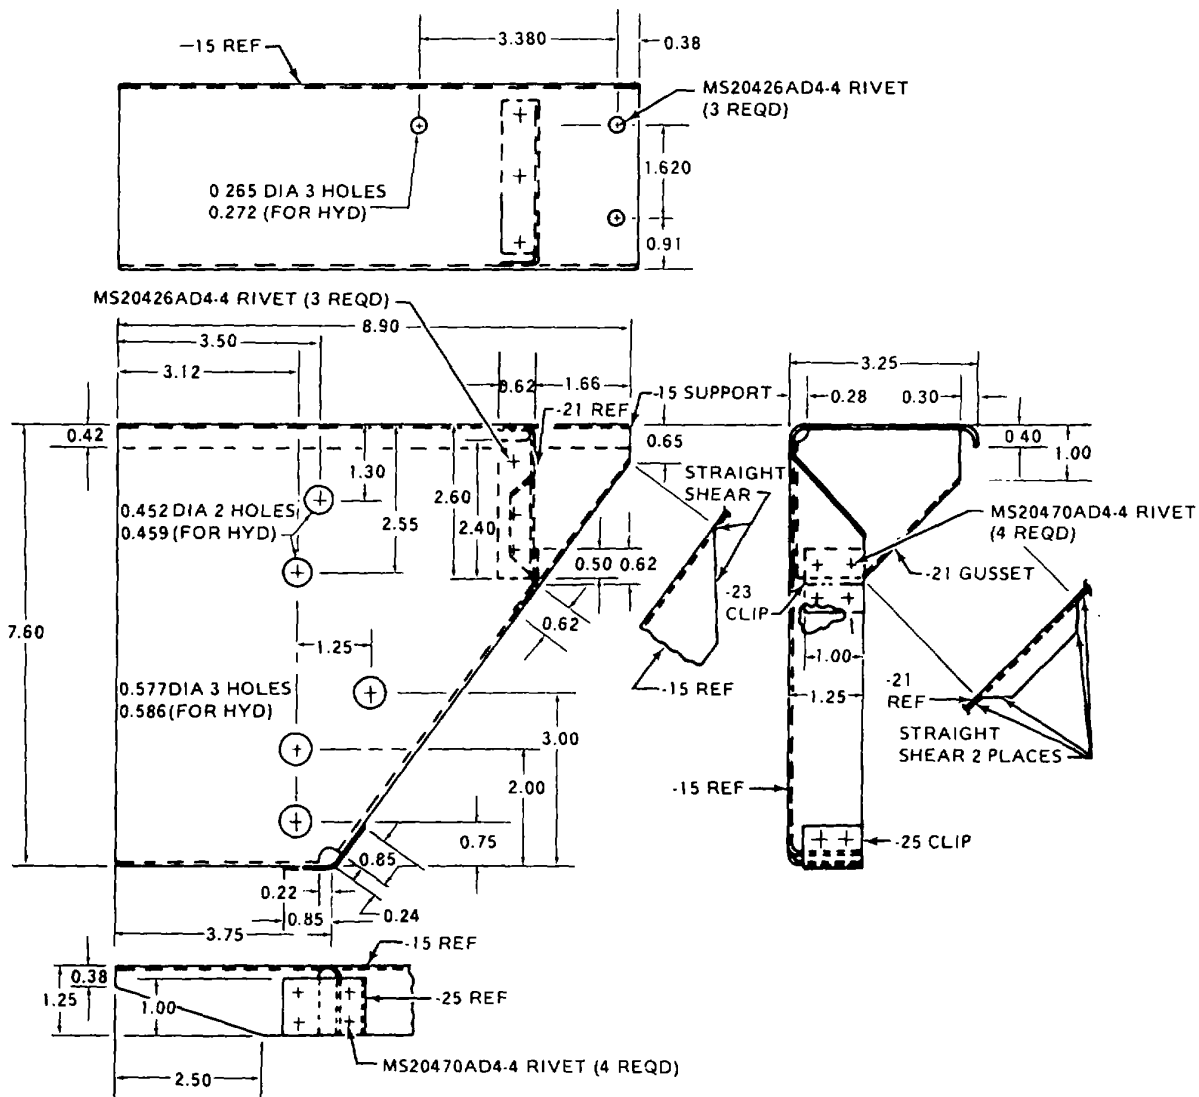 3.380
0.38
-15 REF
MS20426AD4-4 RIVET
(3 REQD)
1.620
0 265 DIA 3 HOLES
0.272 (FOR HYD)
0.91
MS20426AD4-4 RIVET (3 REQD)
8.90
3.50
3.12
0.62
1.66
-15 SUPPORT
-21 REF
3.25
0.28
0.30
0.42
0.65
0.40
1.00
1.30
STRAIGHT
SHEAR
2.60
2.55
2.40
0.452 DIA 2 HOLES
0.459 (FOR HYD)
MS20470AD4-4 RIVET
(4 REQD)
0.50
0.62
-21 GUSSET
-23
CLIP
0.62
7.60
1.25
1.00
-15 REF
1.25
-21
REF
0.577 DIA 3 HOLES
0.586 (FOR HYD)
STRAIGHT
SHEAR 2 PLACES
3.00
2.00
-15 REF
0.75
0.85
-25 CLIP
0.22
0.85
0.24
3.75
-15 REF
0.38
1.25
1.00
-25 REF
MS20470AD4-4 RIVET (4 REQD)
2.50